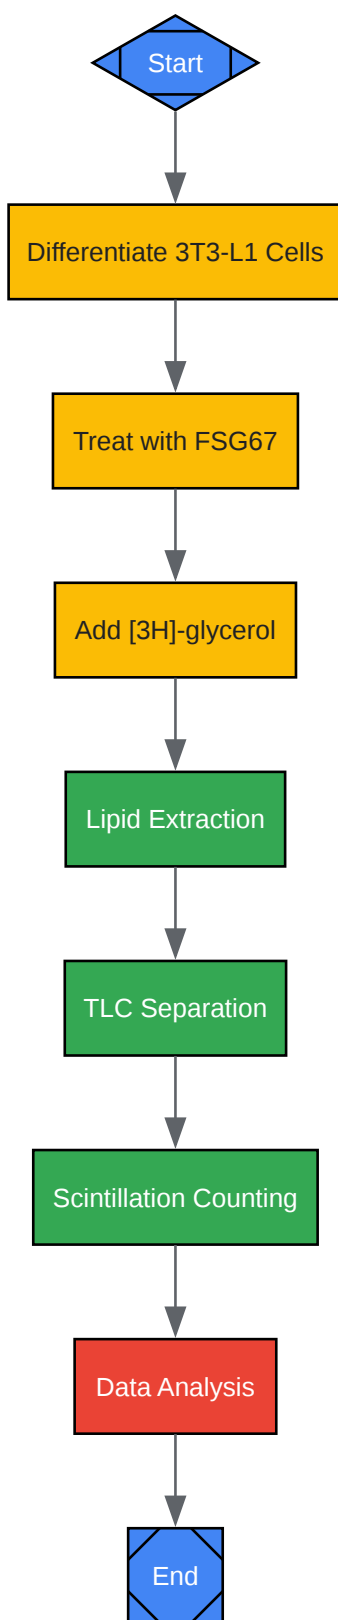 Start
Differentiate 3T3-L1 Cells
Treat with FSG67
Add [3H]-glycerol
Lipid Extraction
TLC Separation
Scintillation Counting
Data Analysis
End